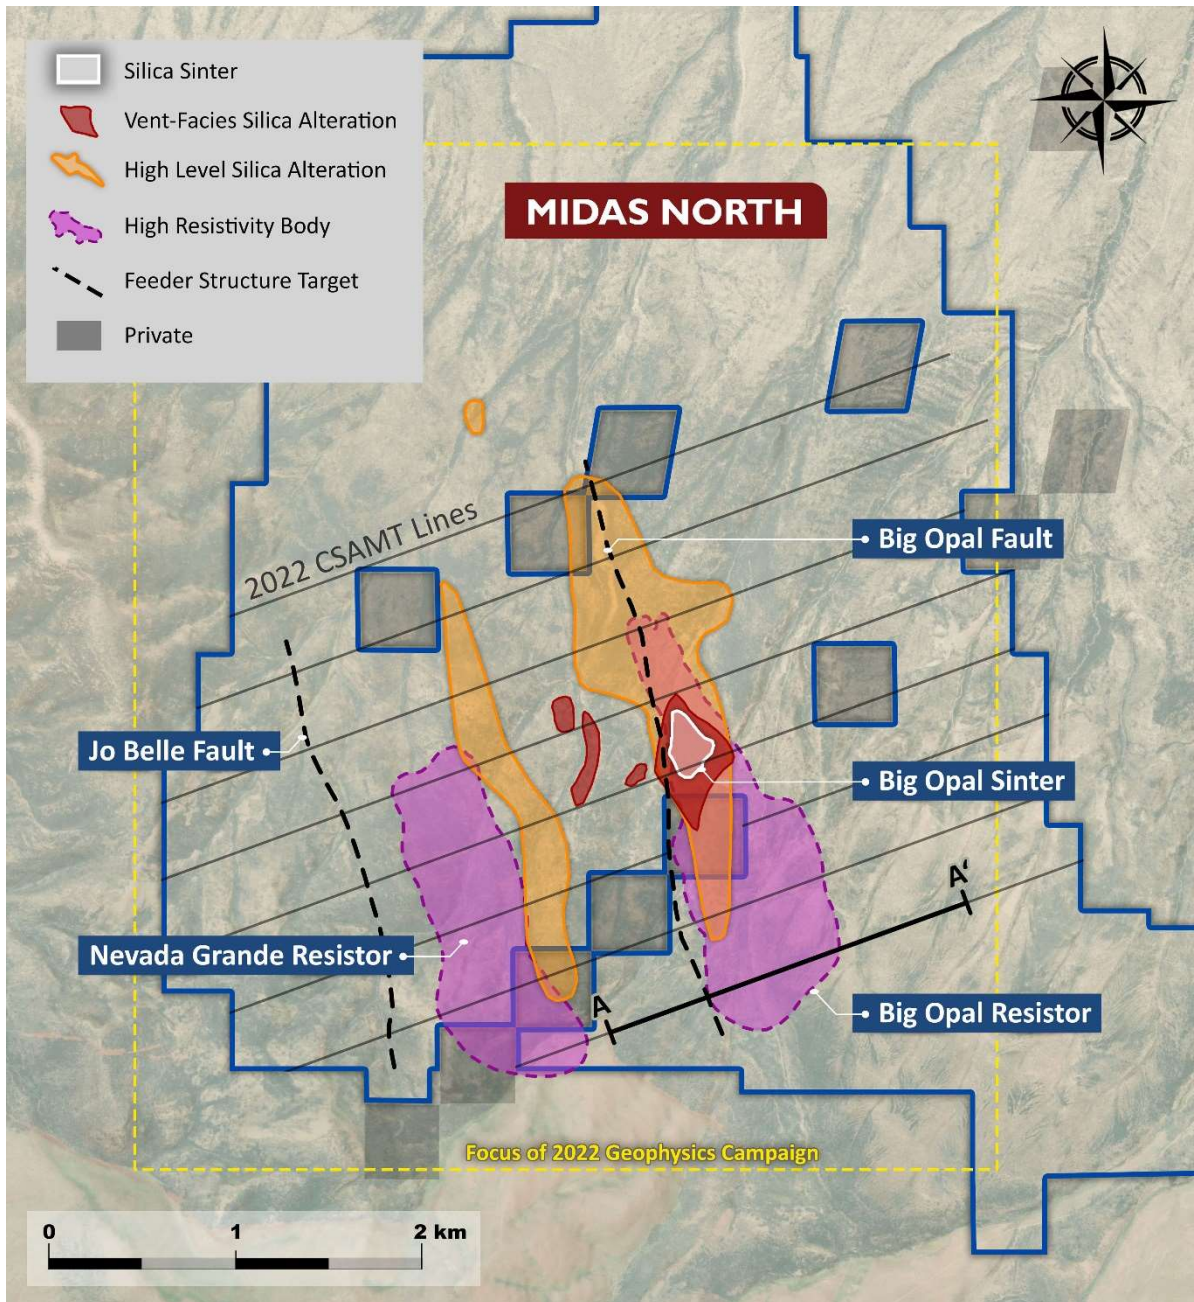 Silica Sinter
Vent-Facies Silica Alteration
High Level Silica Alteration
High Resistivity Body
Feeder Structure Target
Private
MIDAS NORTH
2022 CSAMT Lines
Big Opal Fault
Jo Belle Fault
Big Opal Sinter
A'
Nevada Grande Resistor
A
Big Opal Resistor
Focus of 2022 Geophysics Campaign
0 1 2 km